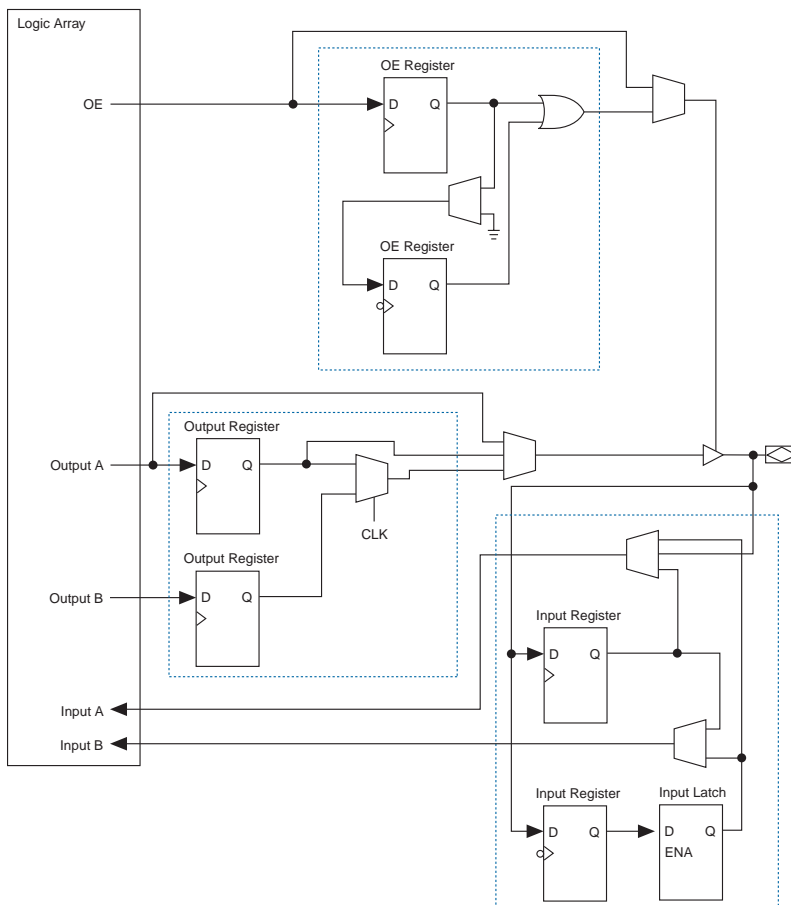 Logic Array
OE Register
OE
D Q
OE Register
D Q
Output Register
Output A
D Q
CLK
Output Register
Output B
D Q
Input Register
D Q
Input A
Input B
Input Register
Input Latch
D Q
D Q
ENA